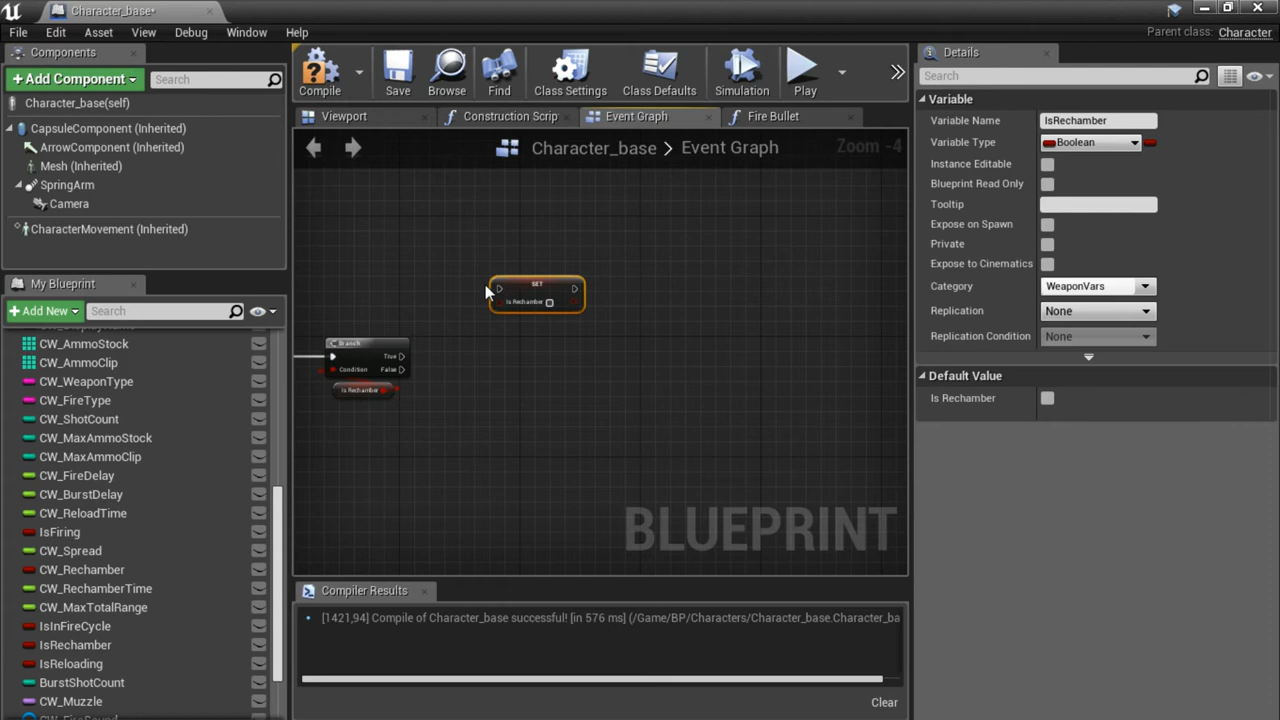 Character_base*
File Edit Asset View Debug Window Help
Parent class: Character
Components
+Add Component Search
Character_base(self)
CapsuleComponent (Inherited)
ArrowComponent (Inherited)
Mesh (Inherited)
SpringArm
Camera
CharacterMovement (Inherited)
My Blueprint
+Add New Search
CW_AmmoStock
CW_AmmoClip
CW_WeaponType
CW_FireType
CW_ShotCount
CW_MaxAmmoStock
CW_MaxAmmoClip
CW_FireDelay
CW_BurstDelay
CW_ReloadTime
IsFiring
CW_Spread
CW_Rechamber
CW_RechamberTime
CW_MaxTotalRange
IsInFireCycle
IsRechamber
IsReloading
BurstShotCount
CW_Muzzle
Compile Save Browse Find Class Settings Class Defaults Simulation Play
Viewport Construction Scrip Event Graph Fire Bullet
Character_base > Event Graph Zoom -4
SET
Is Rechamber
Branch
True
Condition False
Is Rechamber
BLUEPRINT
Compiler Results
[1421,94] Compile of Character_base successful! [in 576 ms] (/Game/BP/Characters/Character_base.Character_ba
Clear
Details
Search
Variable
Variable Name IsRechamber
Variable Type Boolean
Instance Editable
Blueprint Read Only
Tooltip
Expose on Spawn
Private
Expose to Cinematics
Category WeaponVars
Replication None
Replication Condition None
Default Value
Is Rechamber